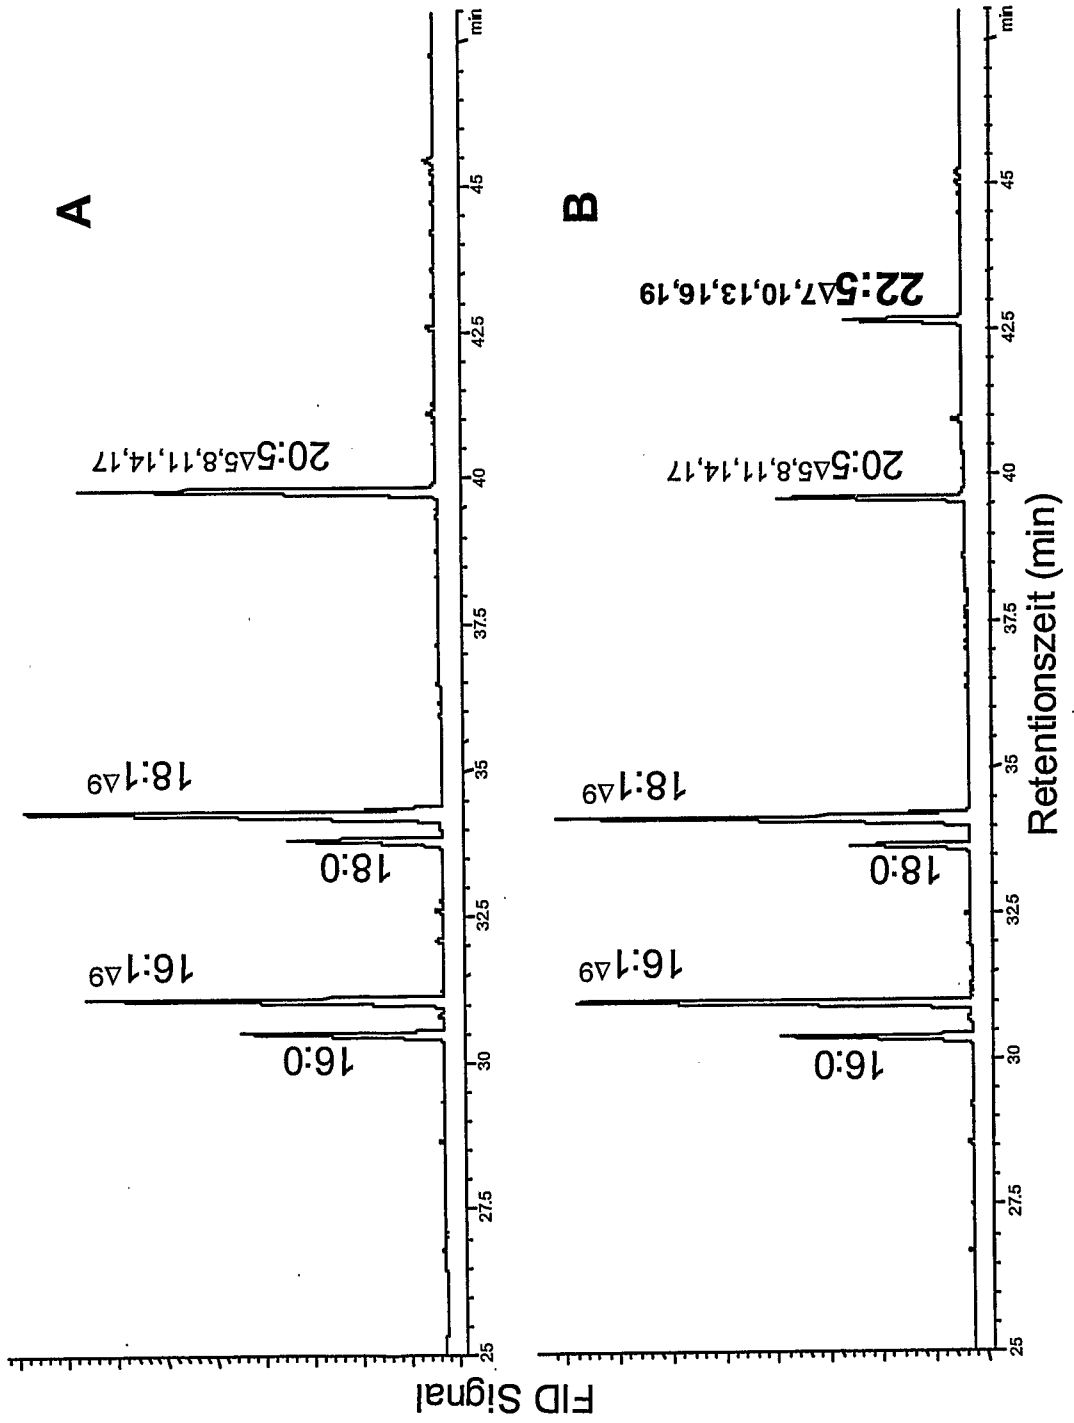 A
16:0
16:1Δ9
18:0
18:1Δ9
20:5Δ5,8,11,14,17
25
27.5
30
32.5
35
37.5
40
42.5
45
min
B
16:0
16:1Δ9
18:0
18:1Δ9
20:5Δ5,8,11,14,17
22:5Δ7,10,13,16,19
25
27.5
30
32.5
35
37.5
40
42.5
45
min
FID Signal
Retentionszeit (min)